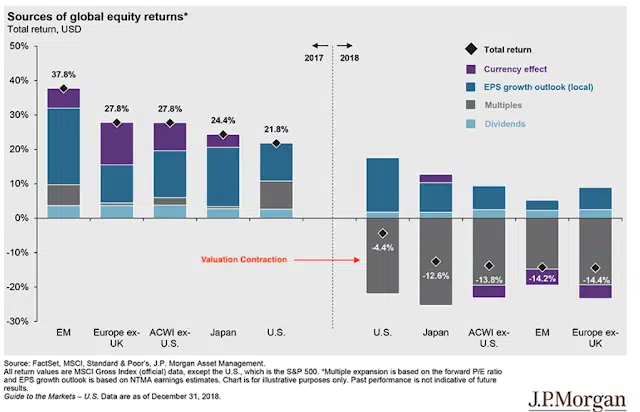 Sources of global equity returns*
Total return, USD
50%
40%
30%
20%
10%
0%
-10%
-20%
-30%
2017
2018
Total return
Currency effect
EPS growth outlook (local)
Multiples
Dividends
37.8%
27.8%
27.8%
24.4%
21.8%
-4.4%
-12.6%
-13.8%
-14.2%
-14.4%
Valuation Contraction
EM
Europe ex-
UK
ACWI ex-
U.S.
Japan
U.S.
U.S.
Japan
ACWI ex-
U.S.
EM
Europe ex-
UK
Source: FactSet, MSCI, Standard & Poor's, J.P. Morgan Asset Management.
All return values are MSCI Gross Index (official) data, except the U.S., which is the S&P 500. *Multiple expansion is based on the forward P/E ratio
and EPS growth outlook is based on NTMA earnings estimates. Chart is for illustrative purposes only. Past performance is not indicative of future
results.
Guide to the Markets – U.S. Data are as of December 31, 2018.
J.P.Morgan